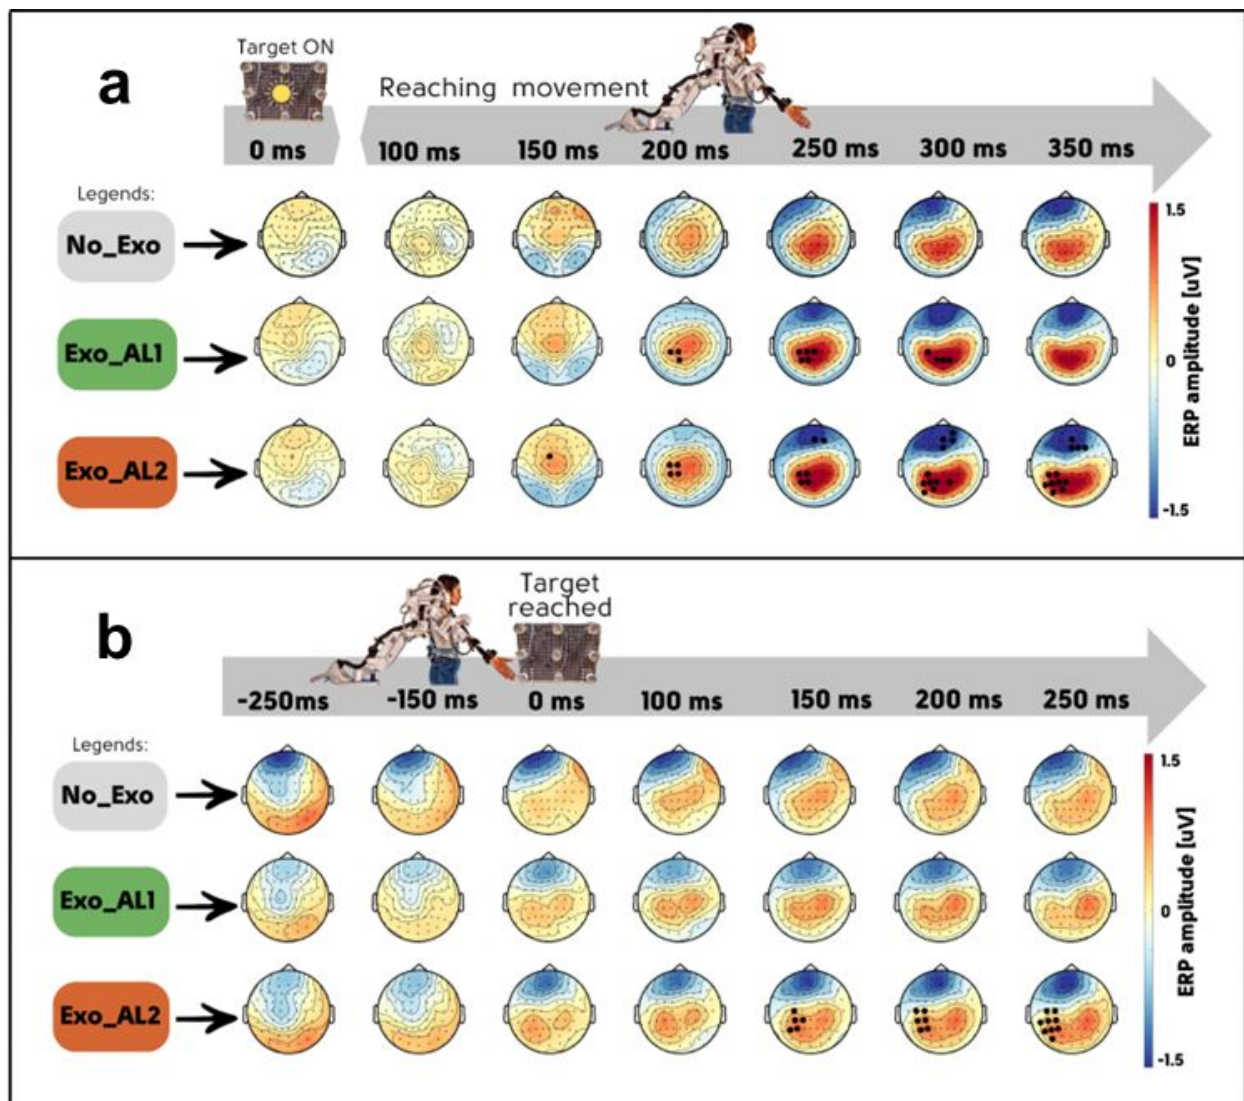 a
Target ON
Reaching movement
0 ms 100 ms 150 ms 200 ms 250 ms 300 ms 350 ms
Legends:
No_Exo
Exo_AL1
Exo_AL2
1.5
0
-1.5
ERP amplitude [uV]
b
Target
reached
-250ms -150 ms 0 ms 100 ms 150 ms 200 ms 250 ms
Legends:
No_Exo
Exo_AL1
Exo_AL2
1.5
0
-1.5
ERP amplitude [uV]